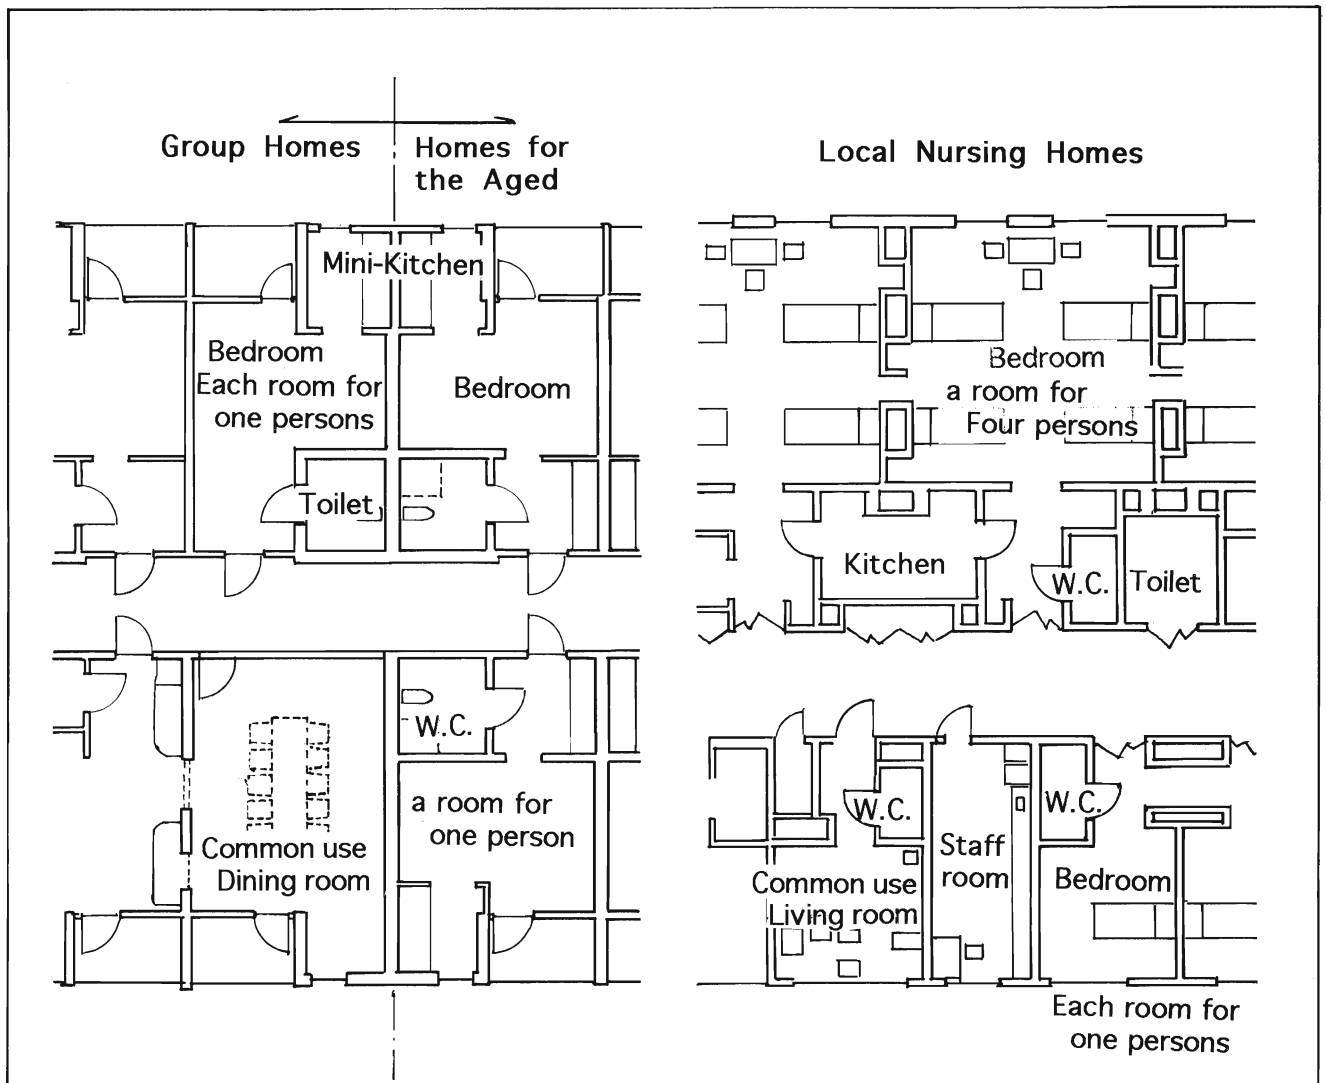 Group Homes
Homes for
the Aged
Mini-Kitchen
Bedroom
Each room for
one persons
Bedroom
Toilet
W.C.
a room for
one person
Common use
Dining room
Local Nursing Homes
Bedroom
a room for
Four persons
Kitchen
W.C.
Toilet
W.C.
Staff
room
W.C.
Common use
Living room
Bedroom
Each room for
one persons